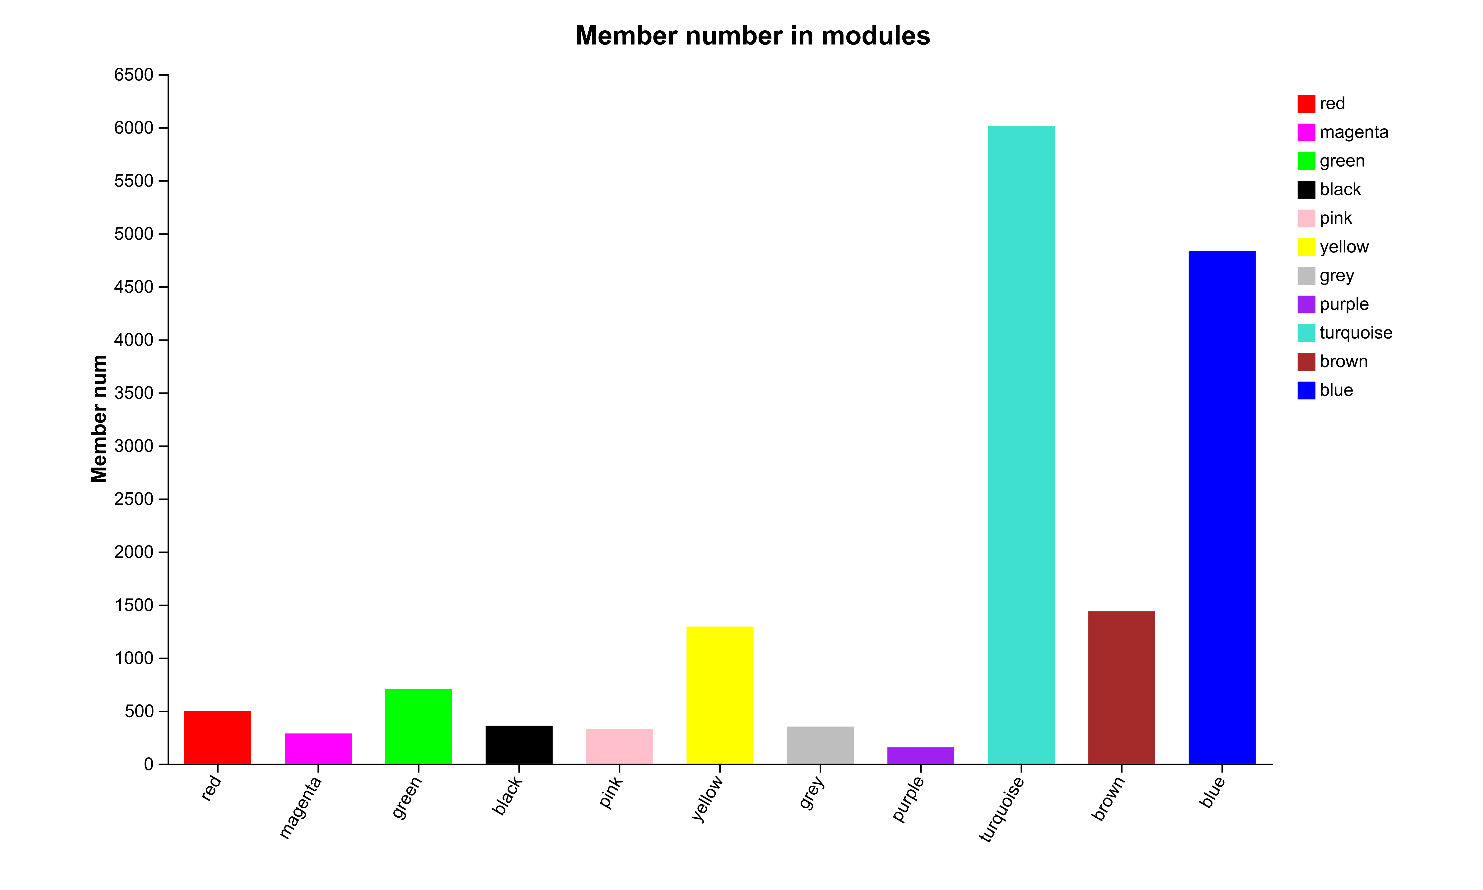 Member number in modules
6500
6000
5500
5000
4500
4000
3500
3000
2500
2000
1500
1000
500
0
Member num
red
magenta
green
black
pink
yellow
grey
purple
turquoise
brown
blue
red
magenta
green
black
pink
yellow
grey
purple
turquoise
brown
blue